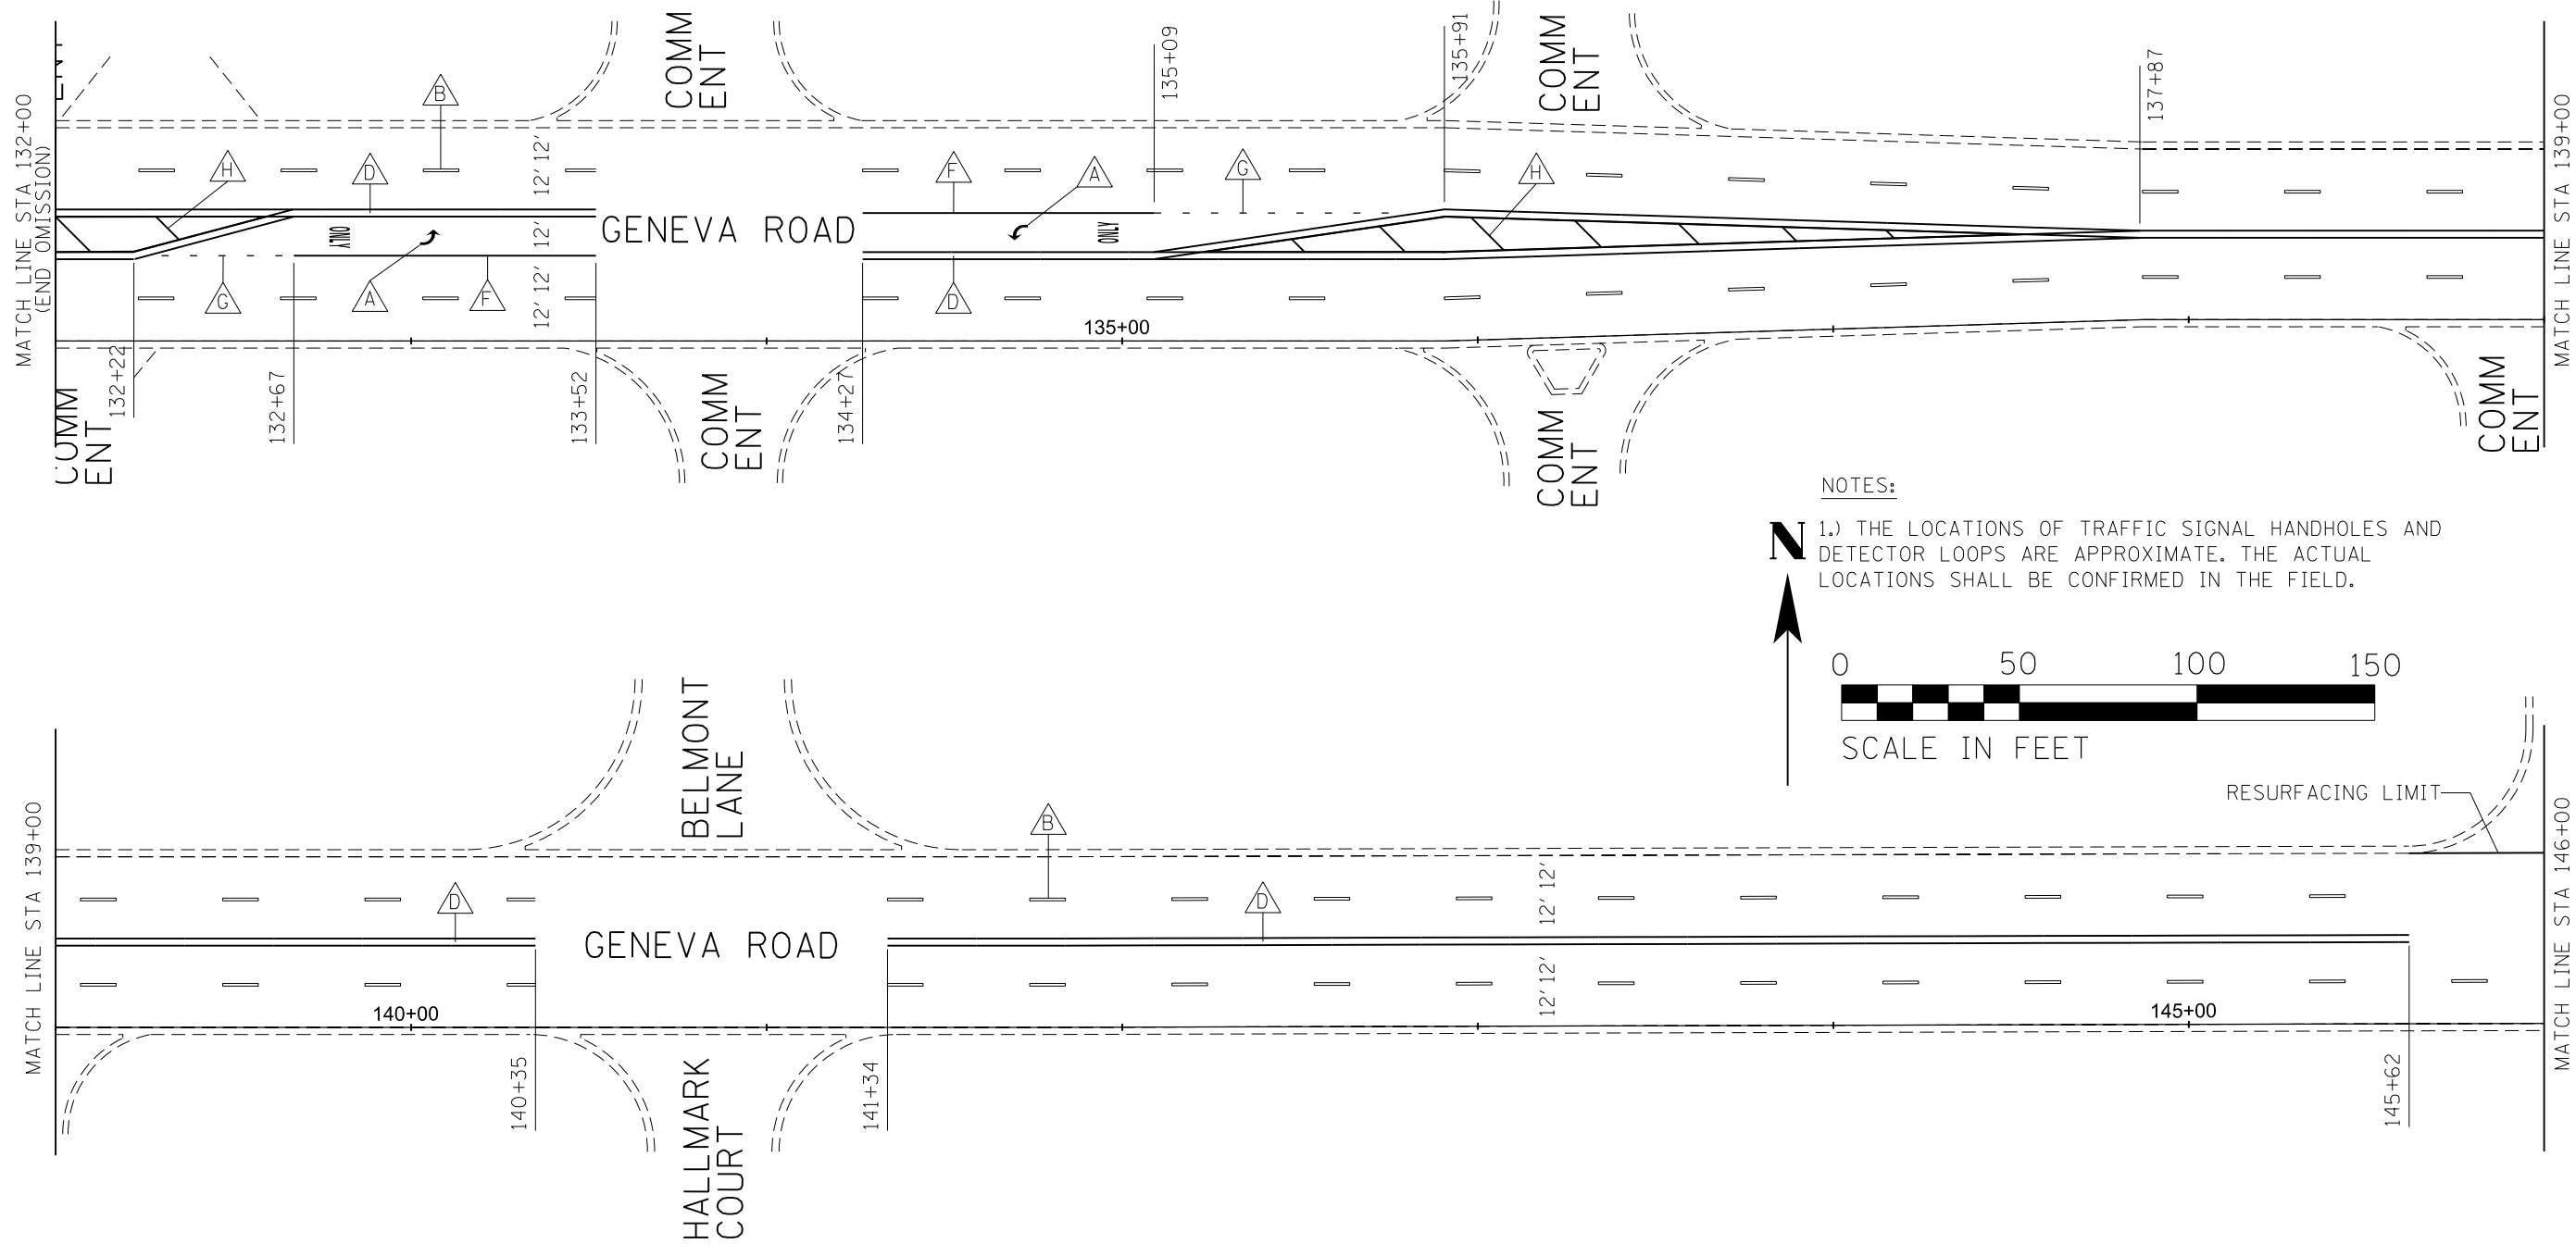 MATCH LINE STA 132+00
(END OMISSION)
ENT
COMM
ENT
COMM
ENT
135+09
135+91
137+87
MATCH LINE STA 139+00
B
H
D
F
A
G
H
12' 12'
12'
12' 12'
ONLY
GENEVA ROAD
ONLY
G
A
F
D
135+00
132+22
132+67
133+52
134+27
COMM
ENT
COMM
ENT
COMM
ENT
COMM
ENT
NOTES:
1.) THE LOCATIONS OF TRAFFIC SIGNAL HANDHOLES AND
DETECTOR LOOPS ARE APPROXIMATE. THE ACTUAL
LOCATIONS SHALL BE CONFIRMED IN THE FIELD.
N
0 50 100 150
SCALE IN FEET
RESURFACING LIMIT
MATCH LINE STA 139+00
BELMONT
LANE
B
D
D
12' 12'
GENEVA ROAD
12' 12'
140+00
145+00
140+35
141+34
145+62
HALLMARK
COURT
MATCH LINE STA 146+00